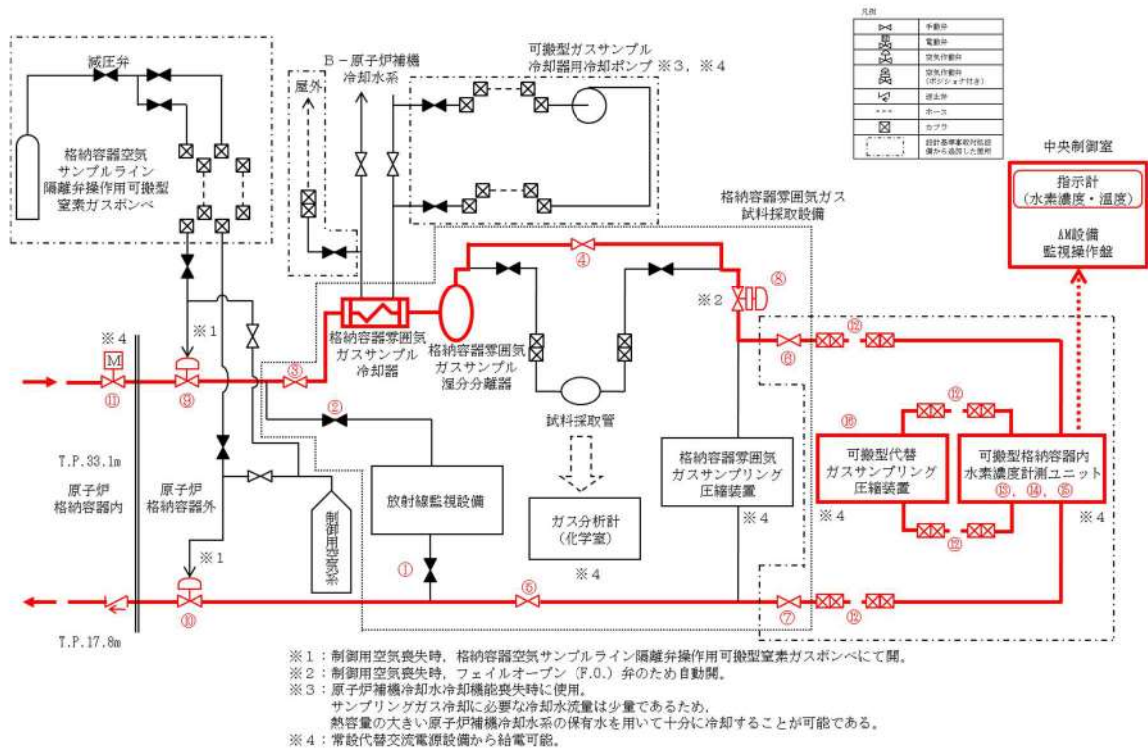 凡例
手動弁
電動弁
空気作動弁
空気作動弁
(ポジショナ付き)
逆止弁
ホース
カプラ
設計基準事故対処設
備から追加した箇所
減圧弁
格納容器空気
サンプルライン
隔離弁操作用可搬型
窒素ガスボンベ
屋外
B-原子炉補機
冷却水系
可搬型ガスサンプル
冷却器用冷却ポンプ ※3, ※4
格納容器雰囲気ガス
試料採取設備
中央制御室
指示計
(水素濃度・温度)
AM設備
監視操作盤
④
⑧
※2
※1
※4
M
⑪
⑨
③
格納容器雰囲気
ガスサンプル
冷却器
格納容器雰囲気
ガスサンプル
湿分分離器
⑫
②
試料採取管
⑫
T.P.33.1m
原子炉
格納容器内
原子炉
格納容器外
放射線監視設備
ガス分析計
(化学室)
※4
格納容器雰囲気
ガスサンプリング
圧縮装置
※4
⑯
可搬型代替
ガスサンプリング
圧縮装置
※4
可搬型格納容器内
水素濃度計測ユニット
⑬, ⑭, ⑮
※4
制御用空気系
※1
①
⑫
⑩
⑦
⑫
T.P.17.8m
※1：制御用空気喪失時, 格納容器空気サンプルライン隔離弁操作用可搬型窒素ガスボンベにて開。
※2：制御用空気喪失時, フェイルオープン (F.O.) 弁のため自動開。
※3：原子炉補機冷却水冷却機能喪失時に使用。
サンプリングガス冷却に必要な冷却水流量は少量であるため,
熱容量の大きい原子炉補機冷却水系の保有水を用いて十分に冷却することが可能である。
※4：常設代替交流電源設備から給電可能。